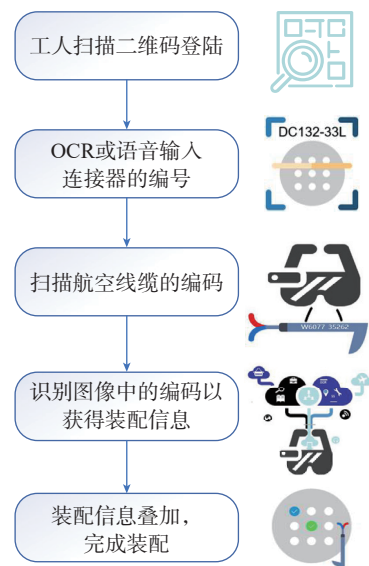 工人扫描二维码登陆
DC132-33L
OCR或语音输入
连接器的编号
扫描航空线缆的编码
W6077 35262
识别图像中的编码以
获得装配信息
装配信息叠加，
完成装配